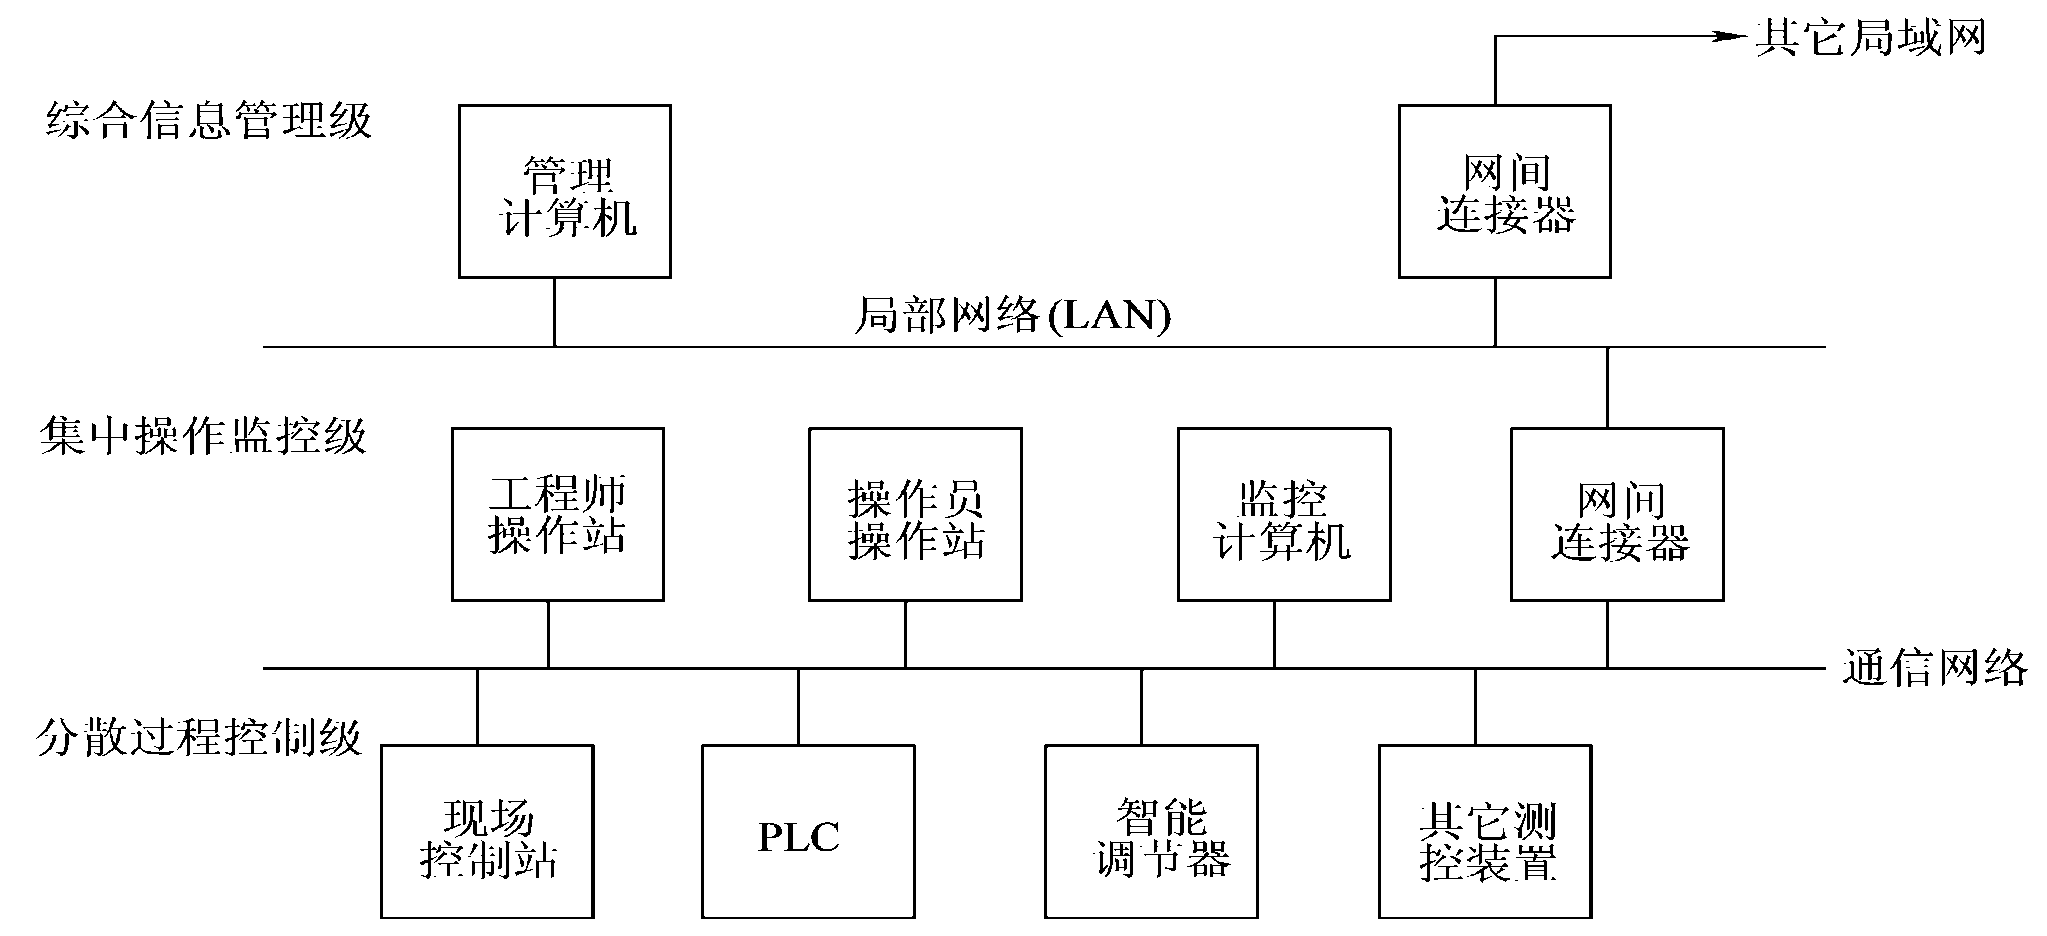 其它局域网
综合信息管理级
管理
计算机
网间
连接器
局部网络(LAN)
集中操作监控级
工程师
操作站
操作员
操作站
监控
计算机
网间
连接器
通信网络
分散过程控制级
现场
控制站
PLC
智能
调节器
其它测
控装置